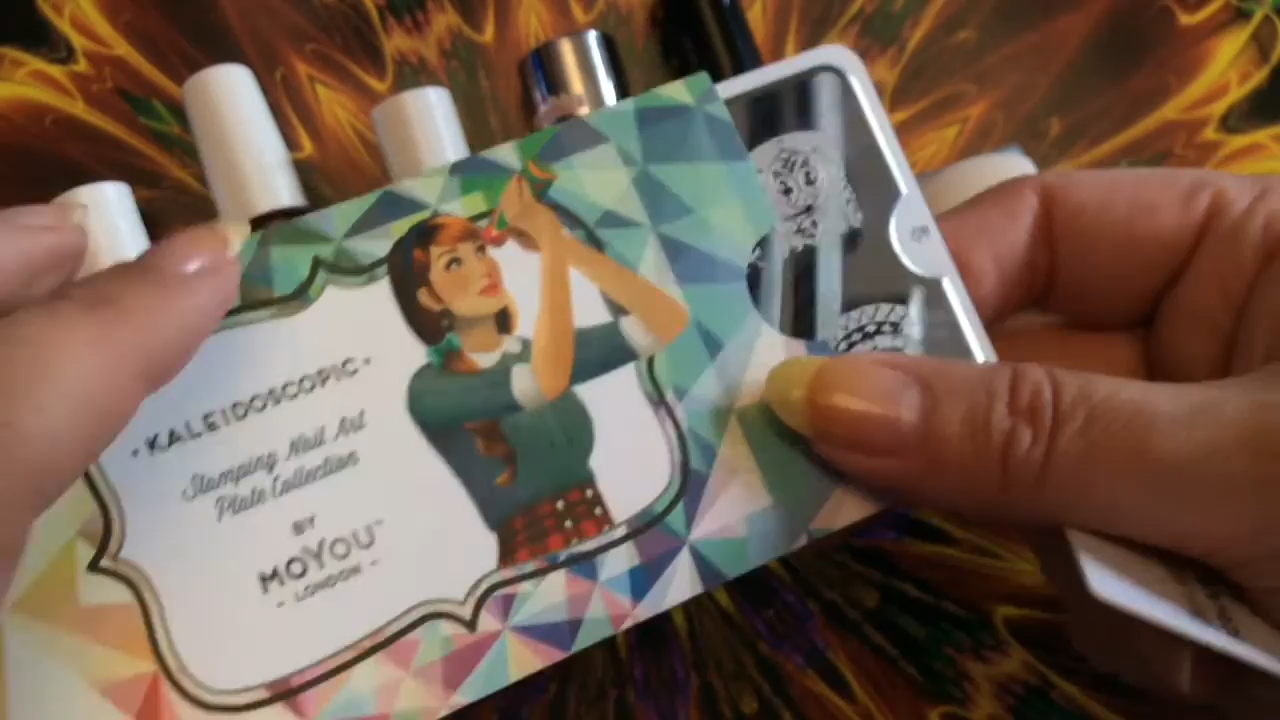 ·KALEIDOSCOPIC·
Stamping Nail Art
Plate Collection
BY
MOYOU™
- LONDON -